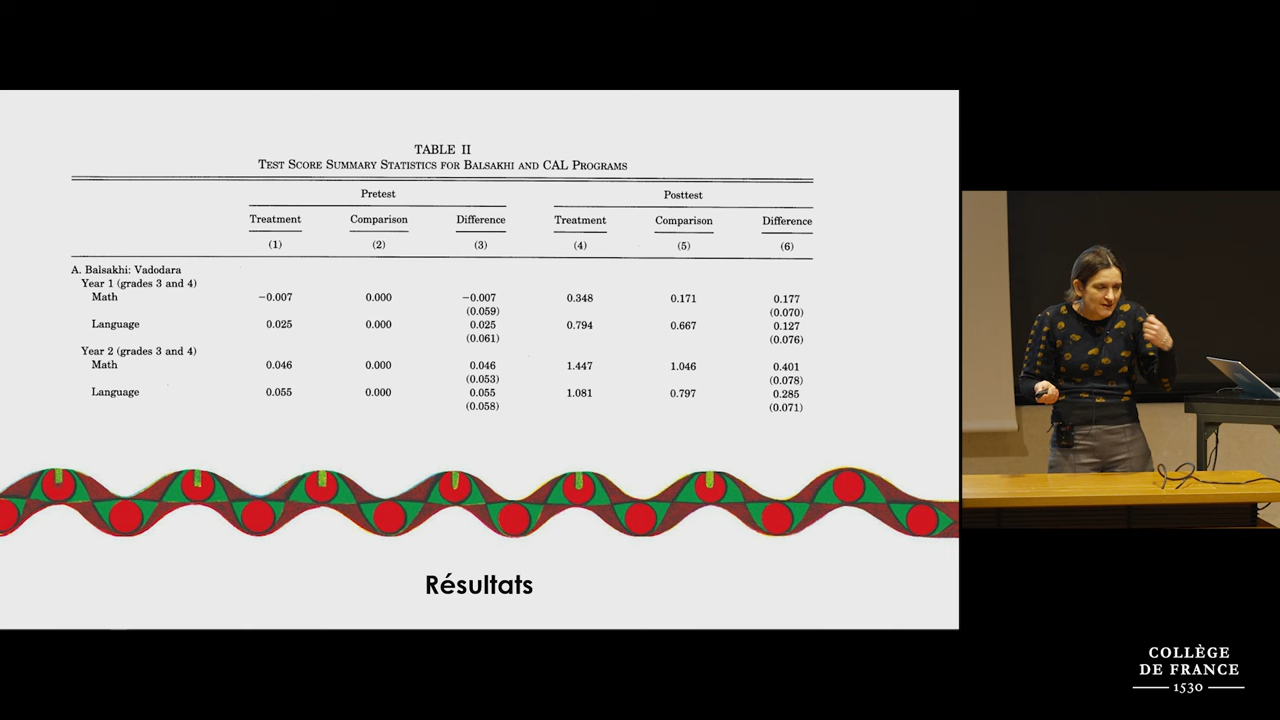 TABLE II
TEST SCORE SUMMARY STATISTICS FOR BALSAKHI AND CAL PROGRAMS
Pretest Posttest
Treatment Comparison Difference Treatment Comparison Difference
(1) (2) (3) (4) (5) (6)
A. Balsakhi: Vadodara
Year 1 (grades 3 and 4)
Math −0.007 0.000 −0.007 0.348 0.171 0.177
(0.059) (0.070)
Language 0.025 0.000 0.025 0.794 0.667 0.127
(0.061) (0.076)
Year 2 (grades 3 and 4)
Math 0.046 0.000 0.046 1.447 1.046 0.401
(0.053) (0.078)
Language 0.055 0.000 0.055 1.081 0.797 0.285
(0.058) (0.071)
Résultats
COLLÈGE
DE FRANCE
1530